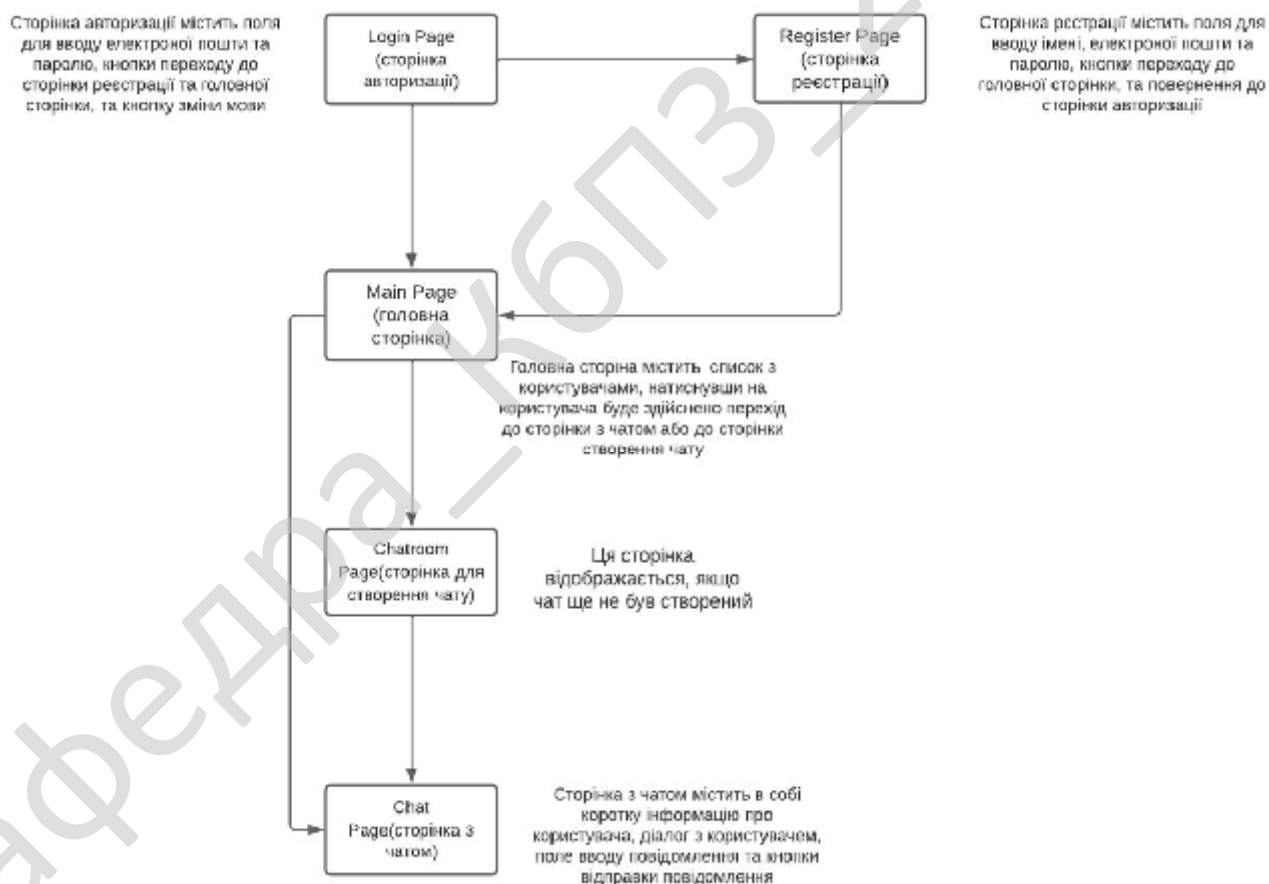 Сторінка авторизації містить поля
для вводу електроної пошти та
паролю, кнопки переходу до
сторінки реєстрації та головної
сторінки, та кнопку зміни мови
Login Page
(сторінка
авторизації)
Register Page
(сторінка
реєстрації)
Сторінка рєстрації містить поля для
вводу імені, електроної пошти та
паролю, кнопки переходу до
головної сторінки, та повернення до
сторінки авторизації
Main Page
(головна
сторінка)
Головна сторіна містить список з
користувачами, натиснувши на
користувача буде здійснено перехід
до сторінки з чатом або до сторінки
створення чату
Chatroom
Page(сторінка для
створення чату)
Ця сторінка
відображається, якщо
чат ще не був створений
Chat
Page(сторінка з
чатом)
Сторінка з чатом містить в собі
коротку інформацію про
користувача, діалог з користувачем,
поле вводу повідомлення та кнопки
відправки повідомлення
афедра_КбПЗ_